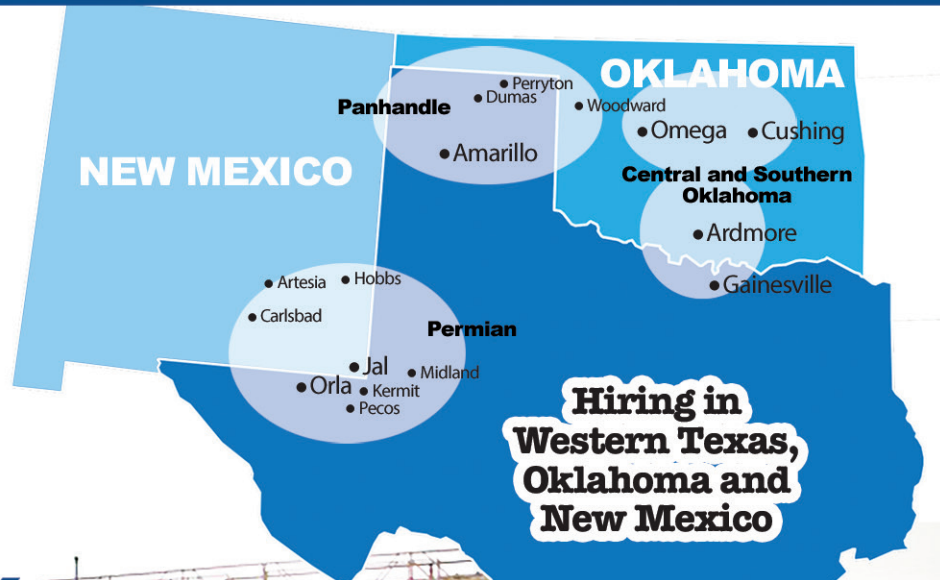 OKLAHOMA
Perryton
Dumas
Panhandle
Woodward
Omega
Cushing
Amarillo
NEW MEXICO
Central and Southern
Oklahoma
Ardmore
Artesia
Hobbs
Gainesville
Carlsbad
Permian
Jal
Midland
Orla
Kermit
Pecos
Hiring in
Western Texas,
Oklahoma and
New Mexico